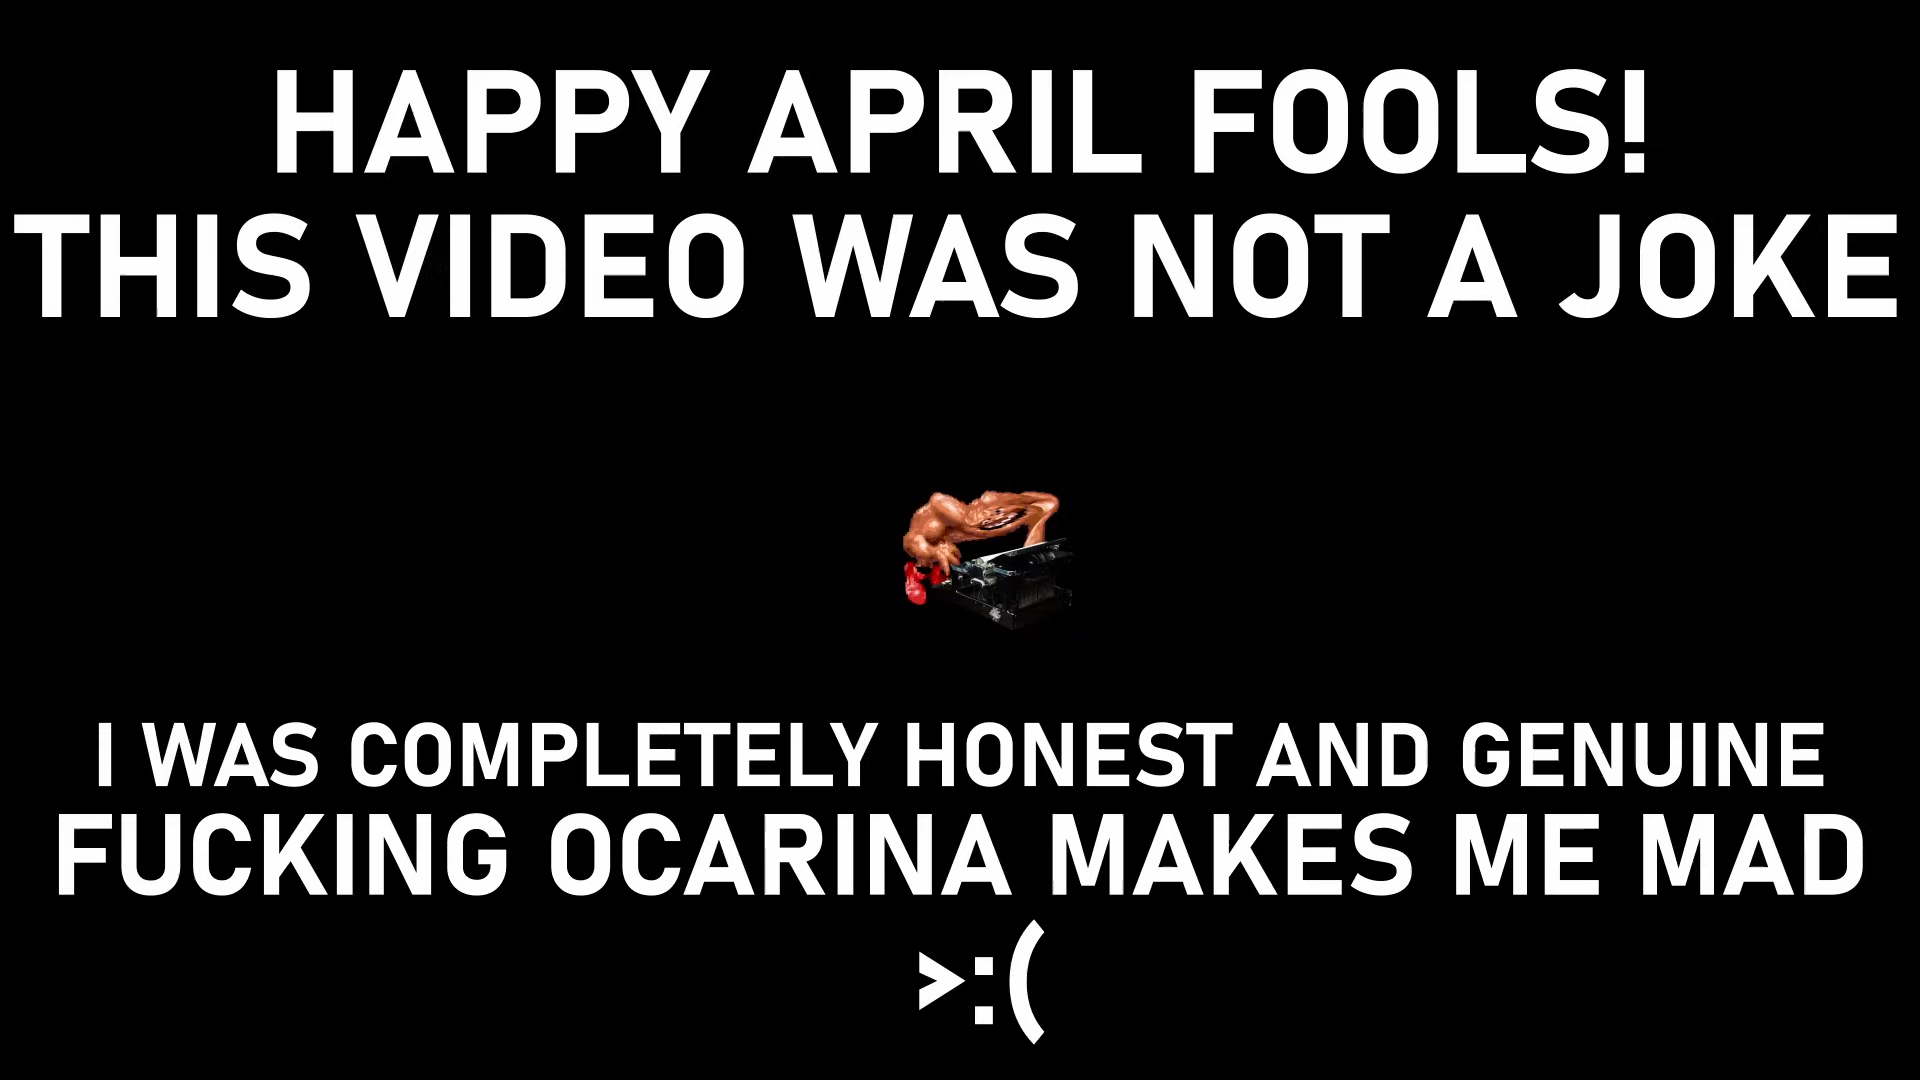 HAPPY APRIL FOOLS!
THIS VIDEO WAS NOT A JOKE
I WAS COMPLETELY HONEST AND GENUINE
FUCKING OCARINA MAKES ME MAD
>:(